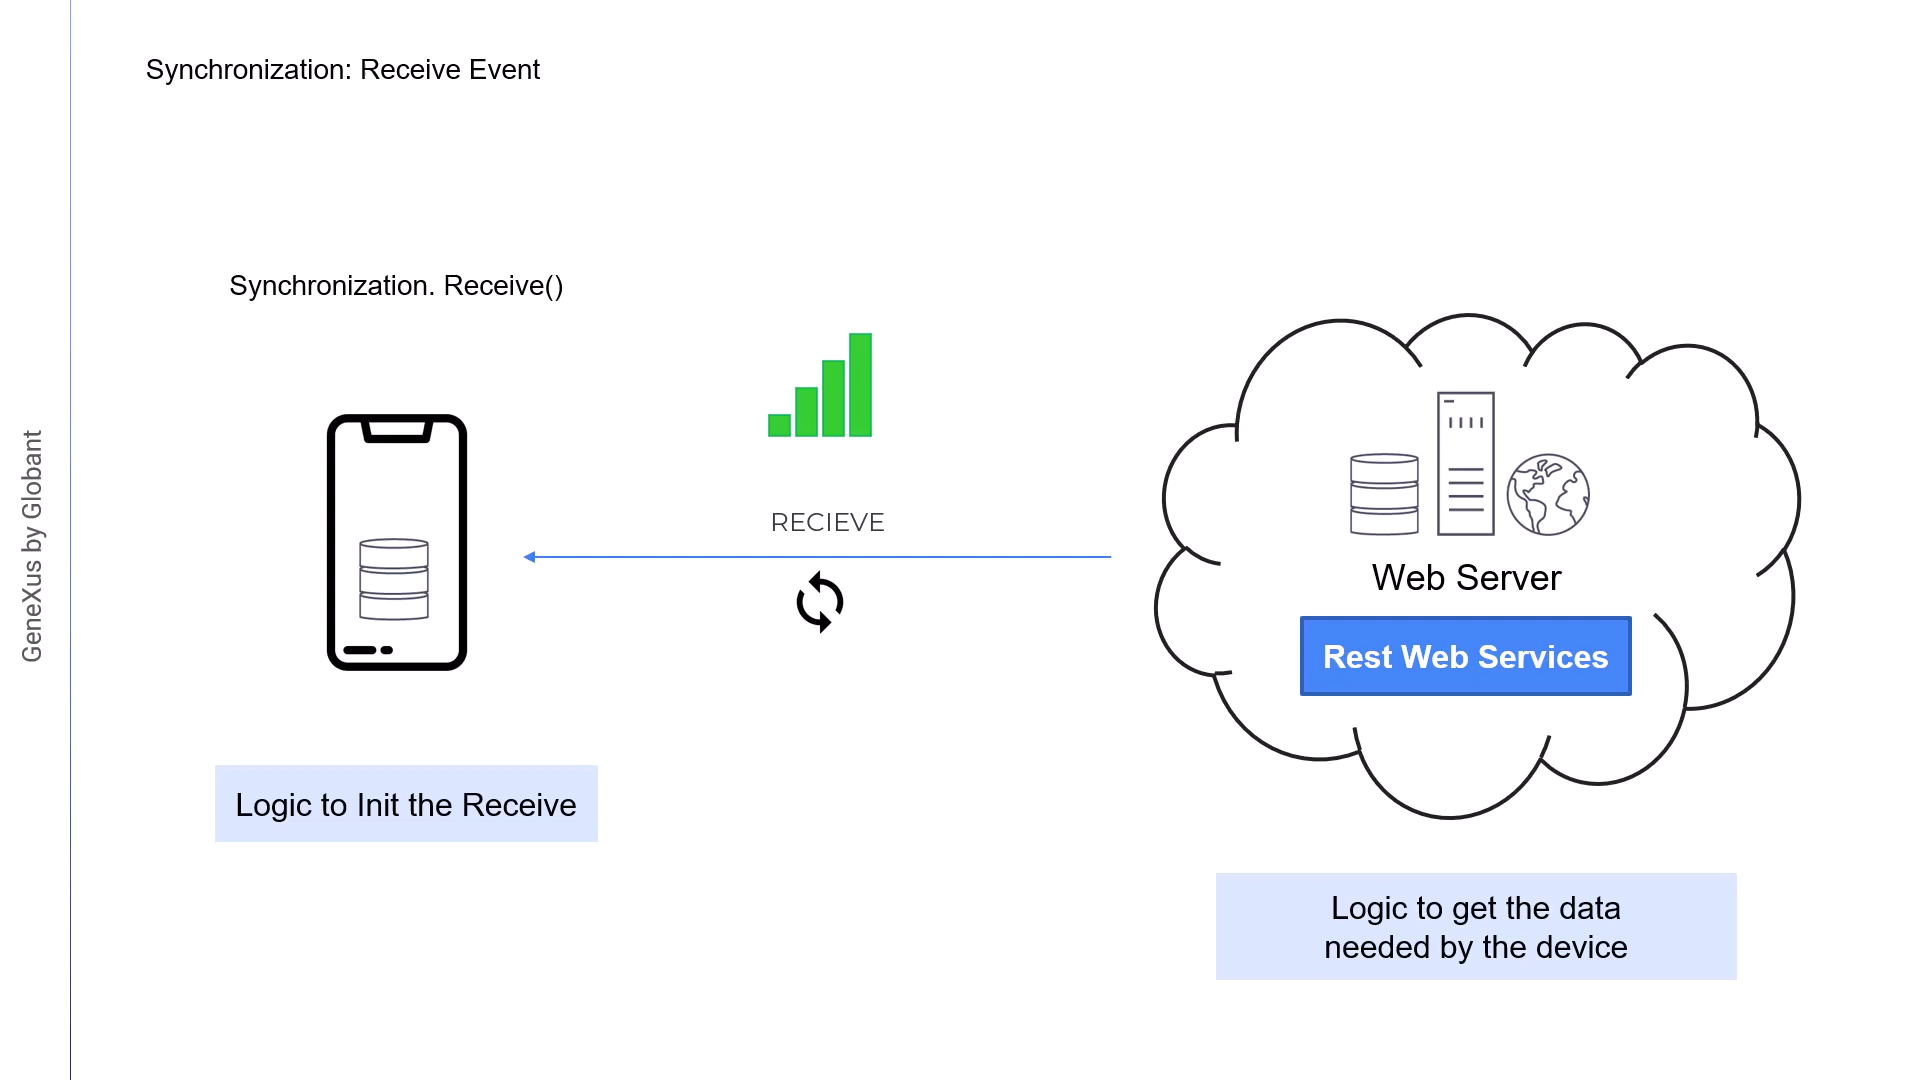 Synchronization: Receive Event
Synchronization. Receive()
RECIEVE
Web Server
Rest Web Services
Logic to Init the Receive
Logic to get the data
needed by the device
GeneXus by Globant